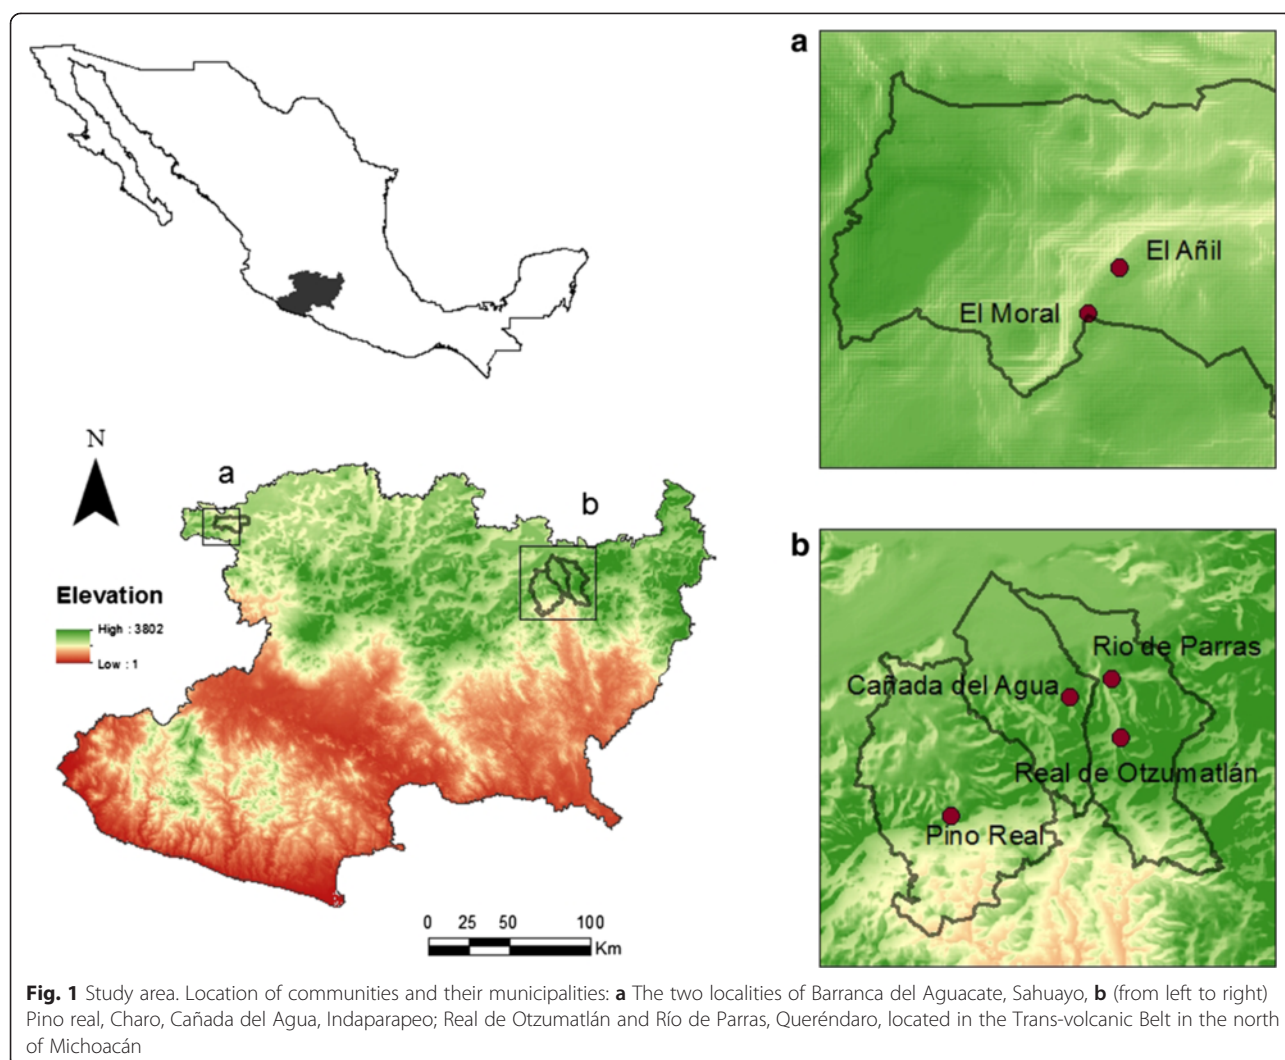 a
El Añil
El Moral
N
a
b
Elevation
High : 3802
Low : 1
0 25 50 100
Km
b
Rio de Parras
Cañada del Agua
Real de Otzumatlán
Pino Real
Fig. 1 Study area. Location of communities and their municipalities: a The two localities of Barranca del Aguacate, Sahuayo, b (from left to right)
Pino real, Charo, Cañada del Agua, Indaparapeo; Real de Otzumatlán and Río de Parras, Queréndaro, located in the Trans-volcanic Belt in the north
of Michoacán